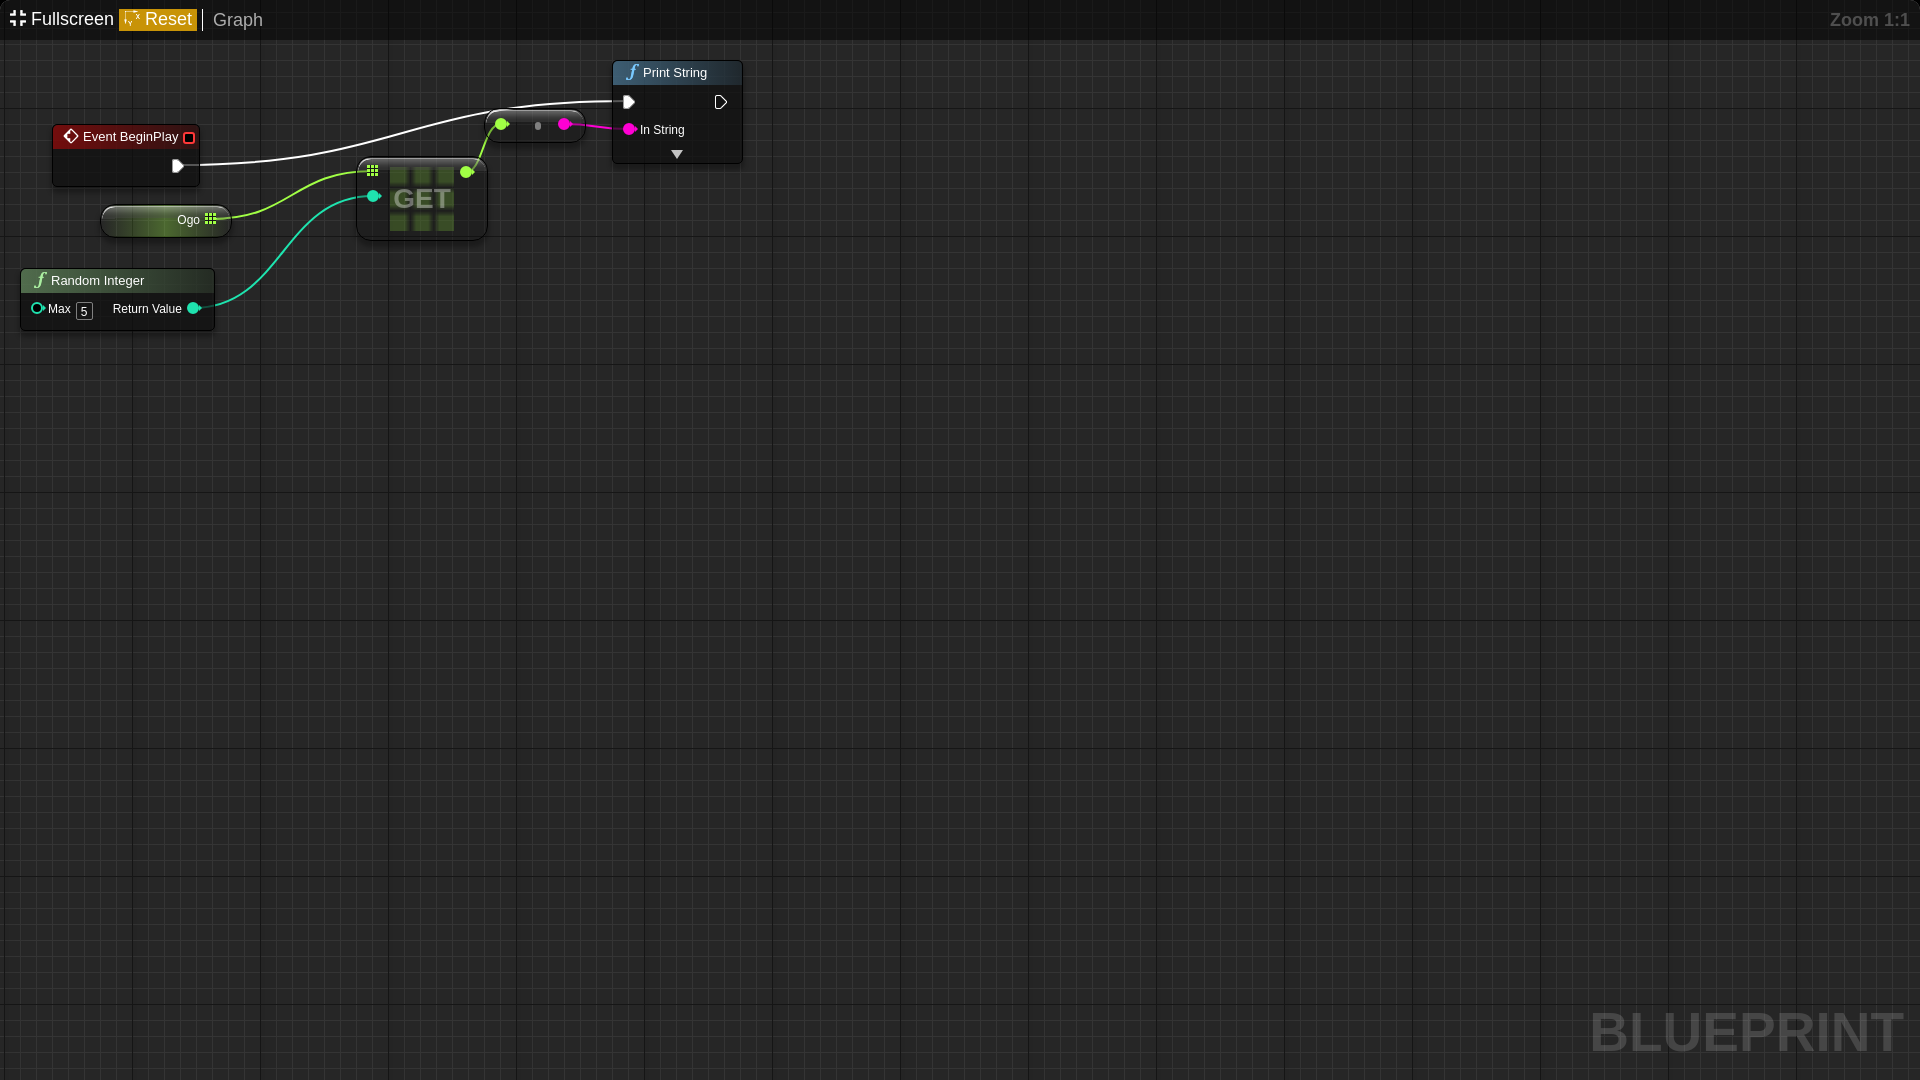 Fullscreen Reset Graph Zoom 1:1
Print String
In String
Event BeginPlay
GET
Ogo
Random Integer
Max 5 Return Value
BLUEPRINT